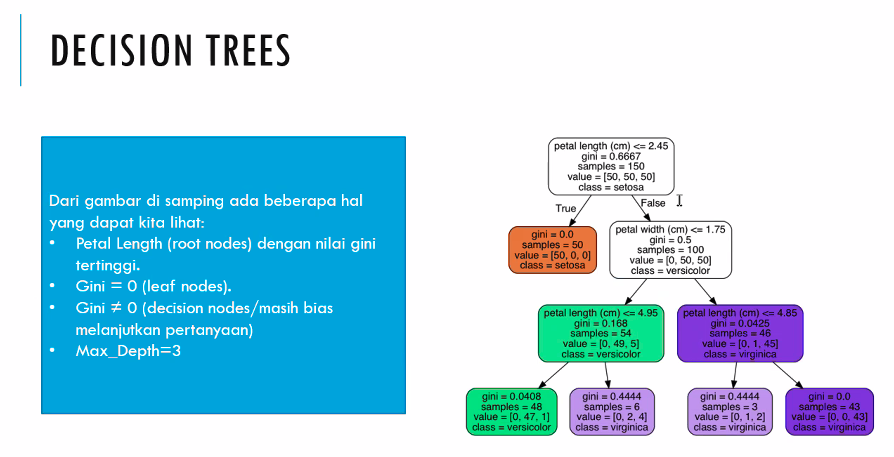 DECISION TREES
Dari gambar di samping ada beberapa hal
yang dapat kita lihat:
• Petal Length (root nodes) dengan nilai gini
tertinggi.
• Gini = 0 (leaf nodes).
• Gini ≠ 0 (decision nodes/masih bias
melanjutkan pertanyaan)
• Max_Depth=3
petal length (cm) <= 2.45
gini = 0.6667
samples = 150
value = [50, 50, 50]
class = setosa
True
False
gini = 0.0
samples = 50
value = [50, 0, 0]
class = setosa
petal width (cm) <= 1.75
gini = 0.5
samples = 100
value = [0, 50, 50]
class = versicolor
petal length (cm) <= 4.95
gini = 0.168
samples = 54
value = [0, 49, 5]
class = versicolor
petal length (cm) <= 4.85
gini = 0.0425
samples = 46
value = [0, 1, 45]
class = virginica
gini = 0.0408
samples = 48
value = [0, 47, 1]
class = versicolor
gini = 0.4444
samples = 6
value = [0, 2, 4]
class = virginica
gini = 0.4444
samples = 3
value = [0, 1, 2]
class = virginica
gini = 0.0
samples = 43
value = [0, 0, 43]
class = virginica